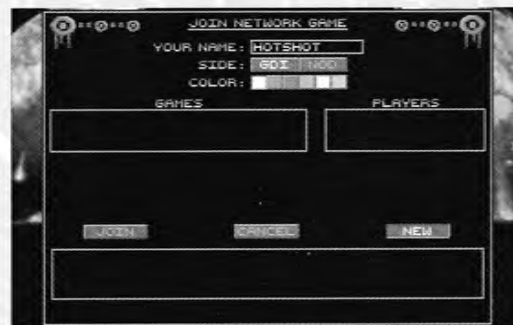 JOIN NETWORK GAME
YOUR NAME: HOTSHOT
SIDE: GDI NOD
COLOR:
GAMES PLAYERS
JOIN CANCEL NEW